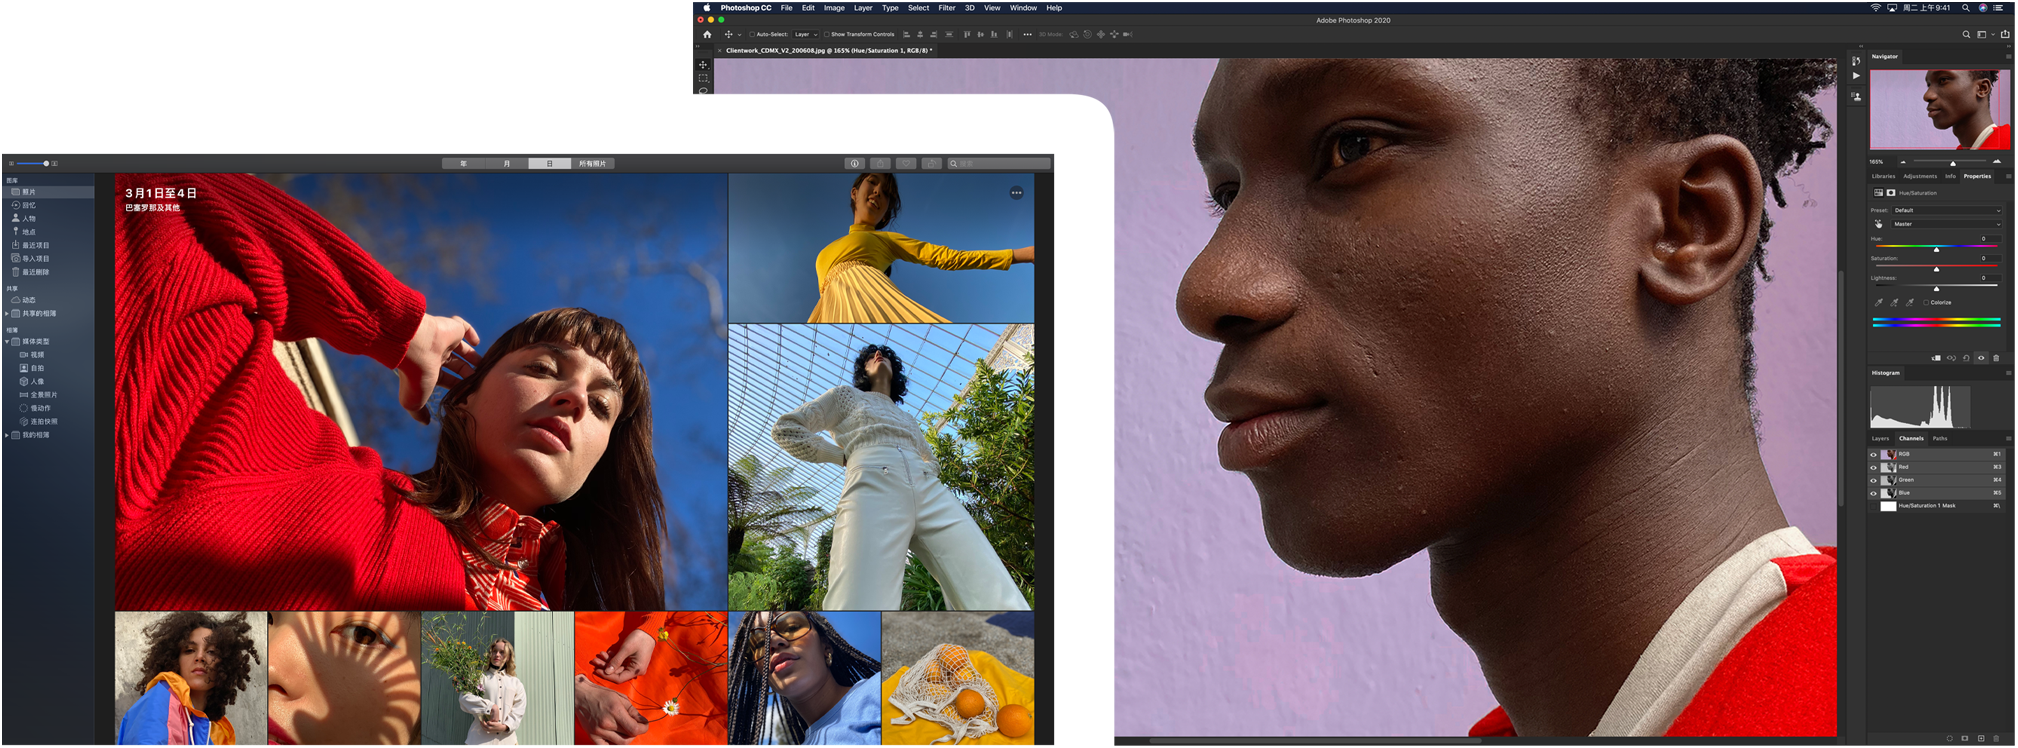 Photoshop CC File Edit Image Layer Type Select Filter 3D View Window Help 周二上午9:41
Adobe Photoshop 2020
Auto-Select: Layer Show Transform Controls 3D Mode:
Clientwork_CDMX_V2_200608.jpg @ 165% (Hue/Saturation 1, RGB/8) *
Navigator
165%
Libraries Adjustments Info Properties
Hue/Saturation
Preset: Default
Master
Hue: 0
Saturation: 0
Lightness: 0
Colorize
Histogram
Layers Channels Paths
RGB ⌘1
Red ⌘3
Green ⌘4
Blue ⌘5
Hue/Saturation 1 Mask ⌘\
年 月 日 所有照片 搜索
图库
照片
回忆
人物
地点
最近项目
导入项目
最近删除
共享
动态
共享的相簿
相簿
媒体类型
视频
自拍
人像
全景照片
慢动作
连拍快照
我的相簿
3月1日至4日
巴塞罗那及其他